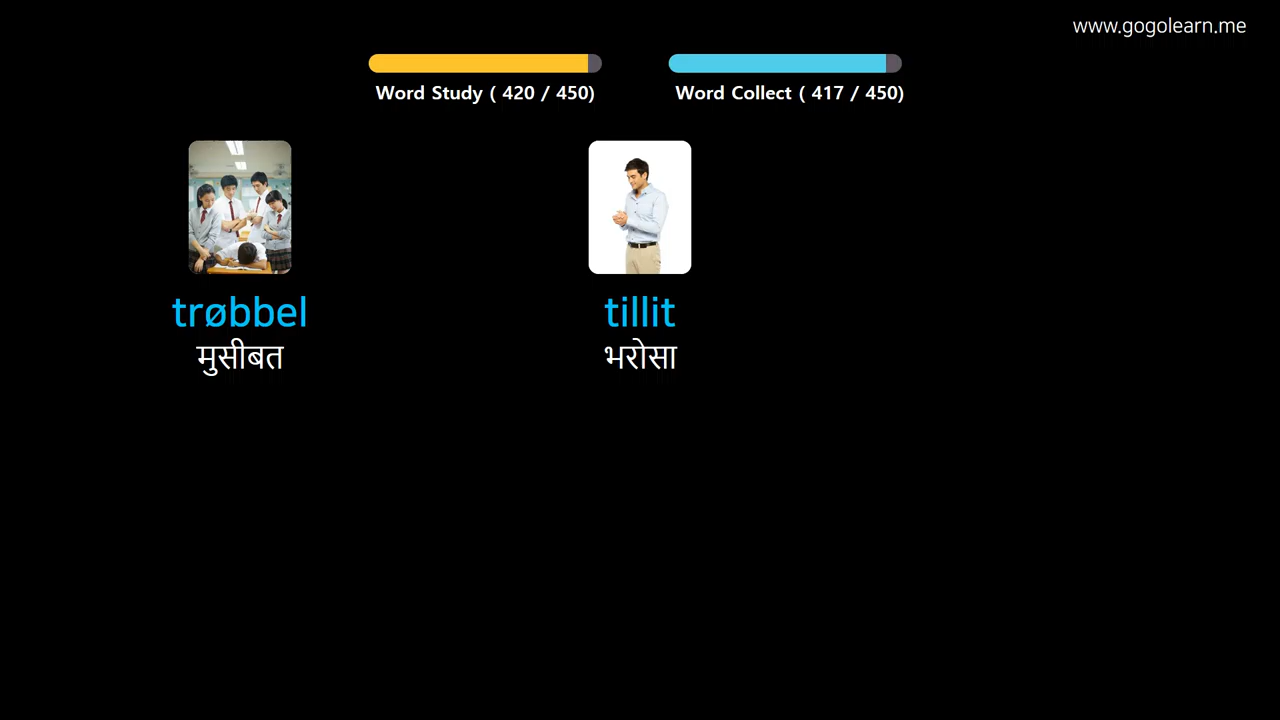 www.gogolearn.me
Word Study ( 420 / 450)
Word Collect ( 417 / 450)
trøbbel
मुसीबत
tillit
भरोसा